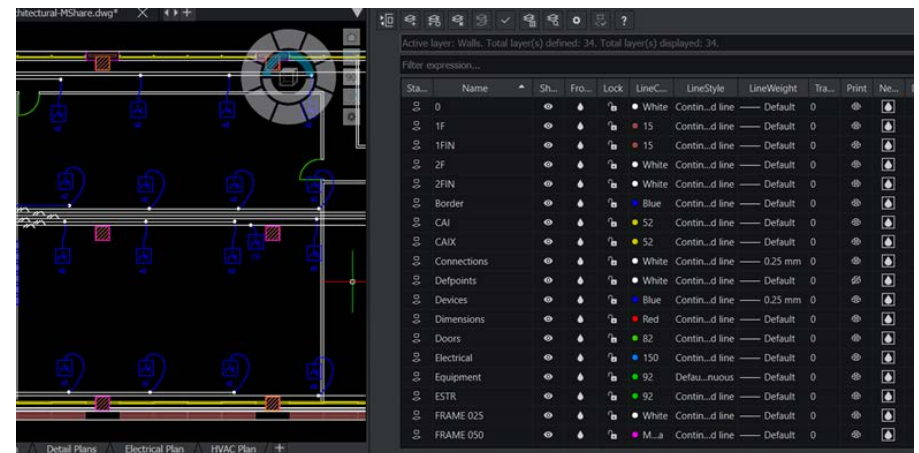 chitectural-MShare.dwg*
Active layer: Walls. Total layer(s) defined: 34. Total layer(s) displayed: 34.
Filter expression...
Sta... Name Sh... Fro... Lock LineC... LineStyle LineWeight Tra... Print Ne...
0 White Contin...d line Default 0
1F 15 Contin...d line Default 0
1FIN 15 Contin...d line Default 0
2F White Contin...d line Default 0
2FIN White Contin...d line Default 0
Border Blue Contin...d line Default 0
CAI 52 Contin...d line Default 0
CAIX 52 Contin...d line Default 0
Connections White Contin...d line 0.25 mm 0
Defpoints White Contin...d line Default 0
Devices Blue Contin...d line 0.25 mm 0
Dimensions Red Contin...d line Default 0
Doors 82 Contin...d line Default 0
Electrical 150 Contin...d line Default 0
Equipment 92 Defau...nuous Default 0
ESTR 92 Contin...d line Default 0
FRAME 025 White Contin...d line Default 0
FRAME 050 M...a Contin...d line Default 0
Detail Plans Electrical Plan HVAC Plan +